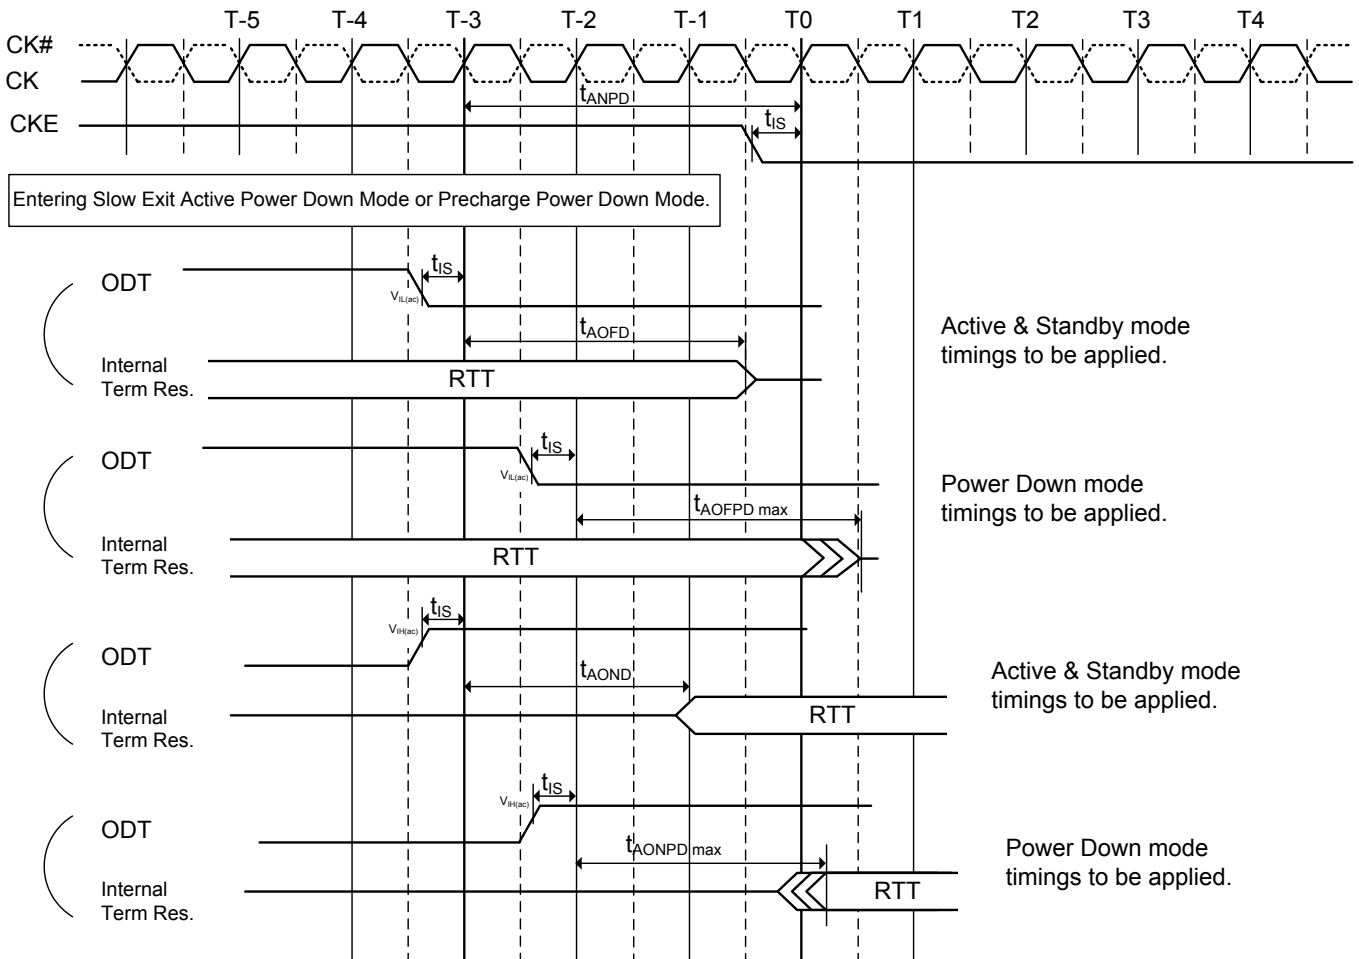 T-5 T-4 T-3 T-2 T-1 T0 T1 T2 T3 T4
CK#
CK
tANPD
CKE
tIS
Entering Slow Exit Active Power Down Mode or Precharge Power Down Mode.
ODT
tIS
VIL(ac)
tAOFD
Internal
Term Res.
RTT
Active & Standby mode
timings to be applied.
ODT
tIS
VIL(ac)
tAOFPD max
Internal
Term Res.
RTT
Power Down mode
timings to be applied.
ODT
tIS
VIH(ac)
tAOND
Internal
Term Res.
RTT
Active & Standby mode
timings to be applied.
ODT
tIS
VIH(ac)
tAONPD max
Internal
Term Res.
RTT
Power Down mode
timings to be applied.